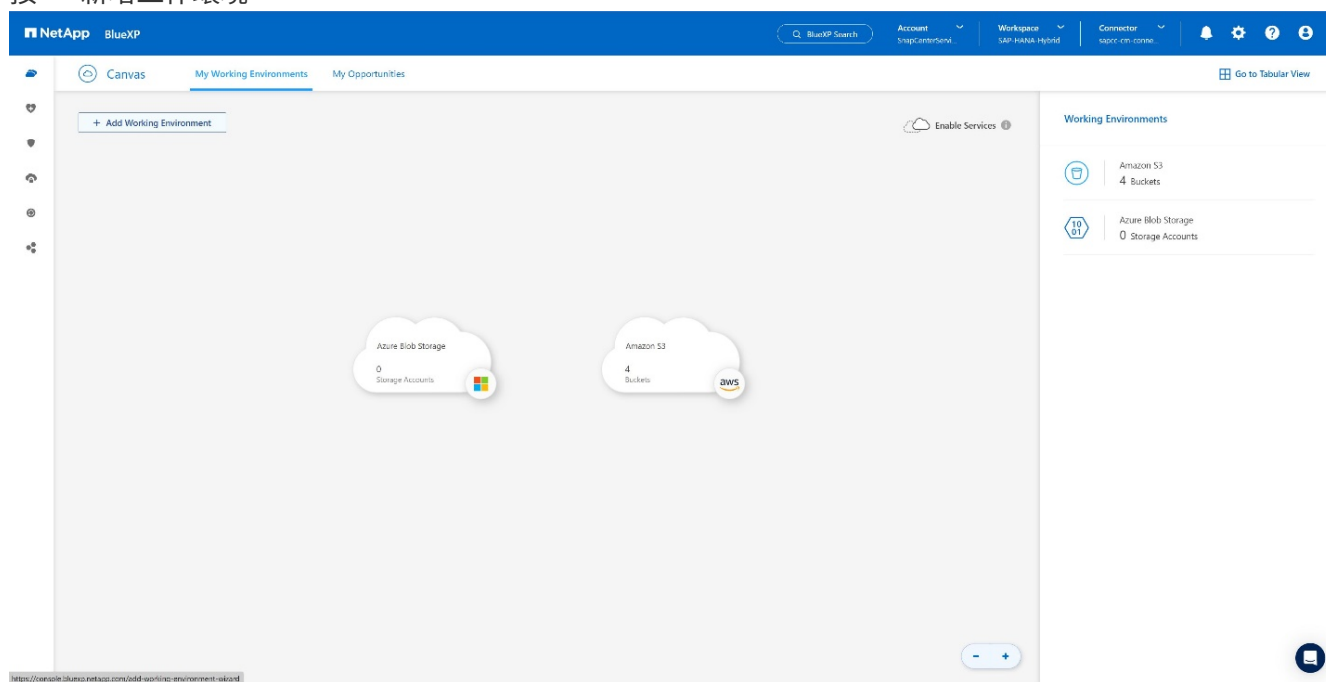 NetApp BlueXP
BlueXP Search
Account
SnapCenterServi...
Workspace
SAP-HANA-Hybrid
Connector
sapcc-cm-conne...
Canvas
My Working Environments
My Opportunities
Go to Tabular View
+ Add Working Environment
Enable Services
Working Environments
Amazon S3
4 Buckets
Azure Blob Storage
0 Storage Accounts
Azure Blob Storage
0
Storage Accounts
Amazon S3
4
Buckets
aws
- +
https://console.bluexp.netapp.com/add-working-environment-wizard